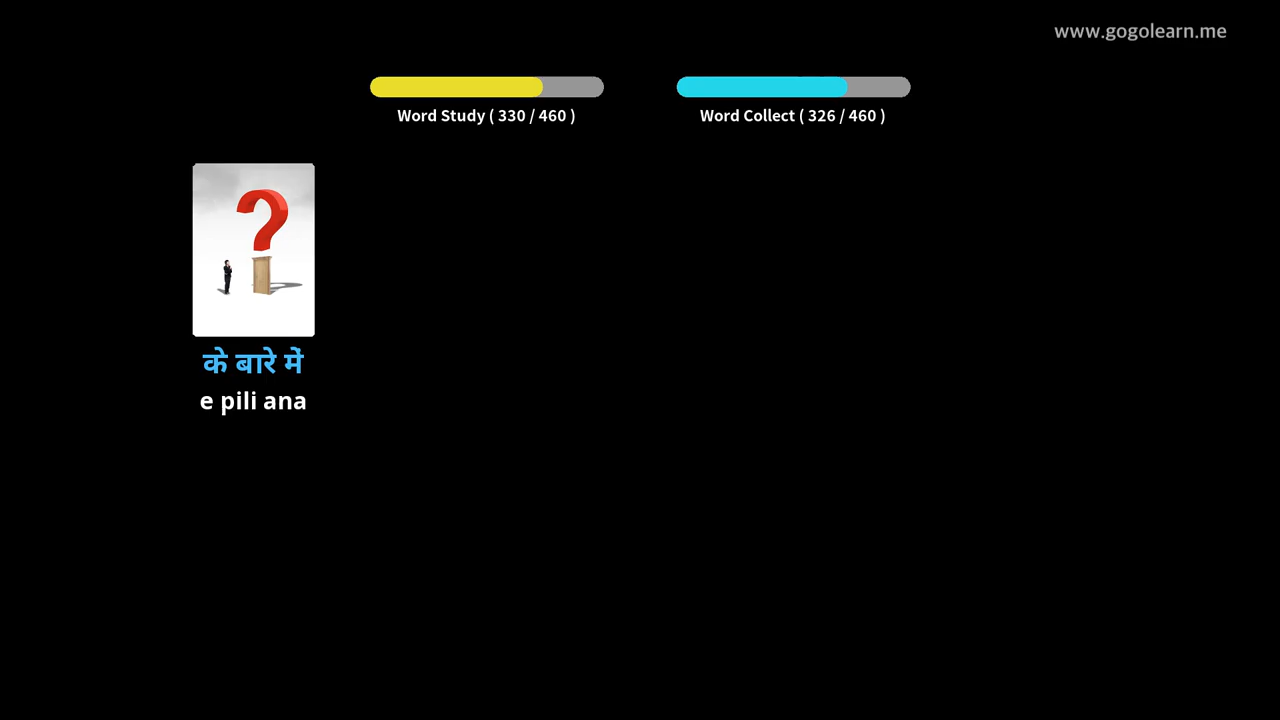 www.gogolearn.me
Word Study ( 330 / 460 )
Word Collect ( 326 / 460 )
?
के बारे में
e pili ana